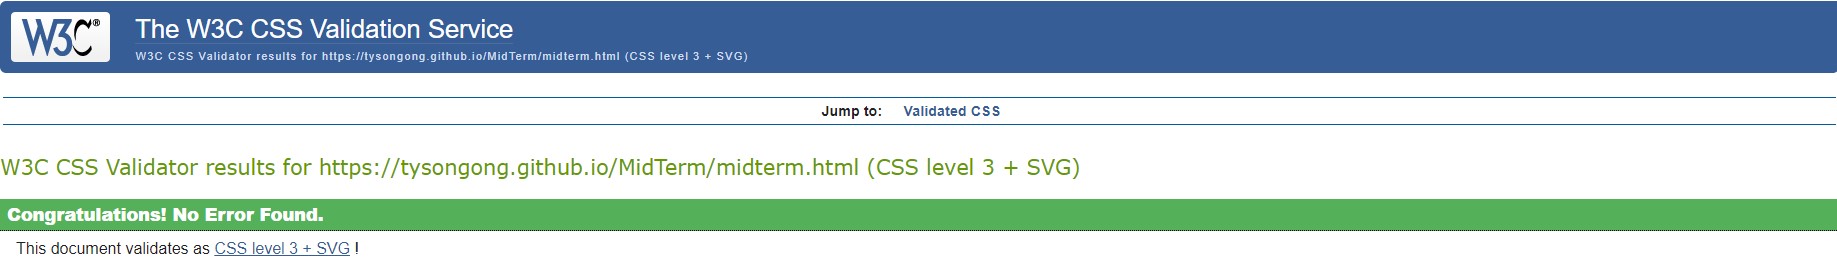 W3C®
The W3C CSS Validation Service
W3C CSS Validator results for https://tysongong.github.io/MidTerm/midterm.html (CSS level 3 + SVG)
Jump to: Validated CSS
W3C CSS Validator results for https://tysongong.github.io/MidTerm/midterm.html (CSS level 3 + SVG)
Congratulations! No Error Found.
This document validates as CSS level 3 + SVG !